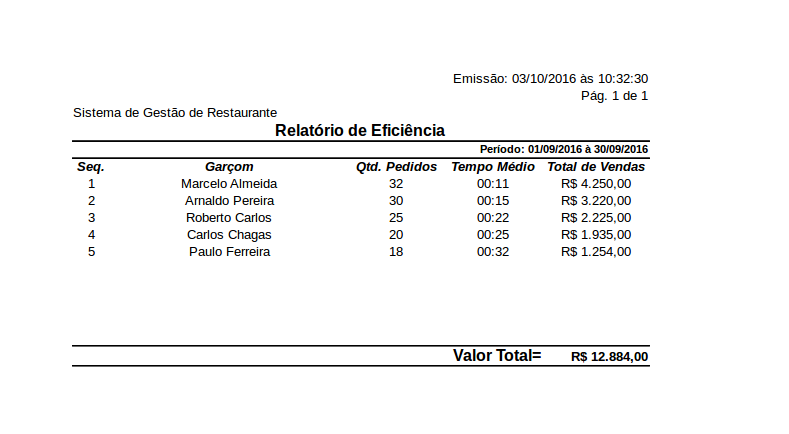 Emissão: 03/10/2016 às 10:32:30
Pág. 1 de 1
Sistema de Gestão de Restaurante
Relatório de Eficiência
Período: 01/09/2016 à 30/09/2016
Seq. Garçom Qtd. Pedidos Tempo Médio Total de Vendas
1 Marcelo Almeida 32 00:11 R$ 4.250,00
2 Arnaldo Pereira 30 00:15 R$ 3.220,00
3 Roberto Carlos 25 00:22 R$ 2.225,00
4 Carlos Chagas 20 00:25 R$ 1.935,00
5 Paulo Ferreira 18 00:32 R$ 1.254,00
Valor Total= R$ 12.884,00